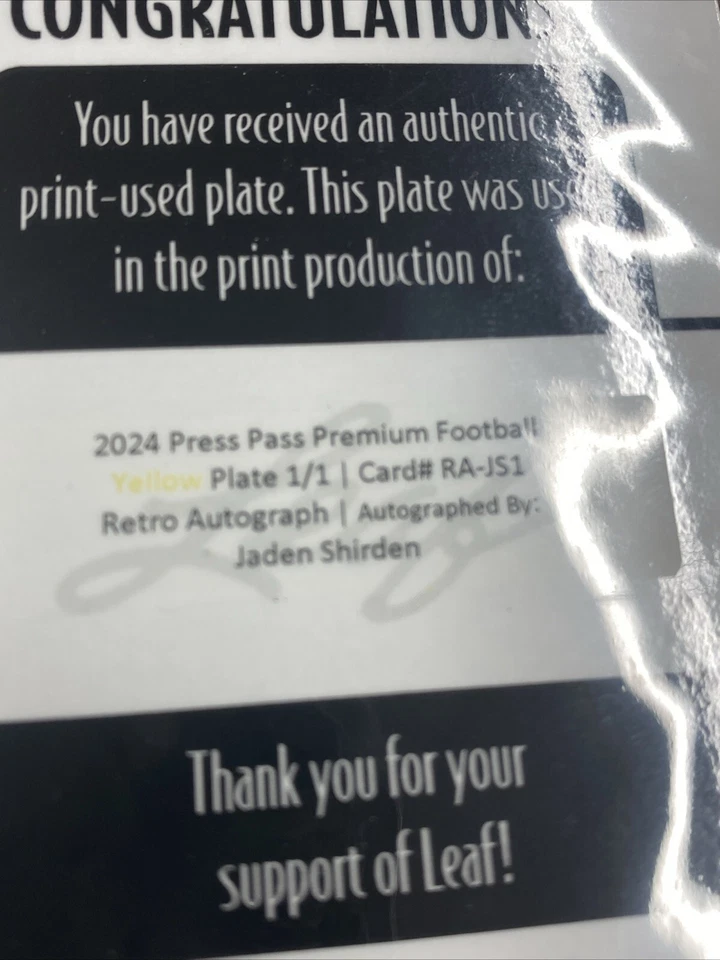 CONGRATULATION
You have received an authentic
print-used plate. This plate was used
in the print production of:
2024 Press Pass Premium Football
Yellow Plate 1/1 | Card# RA-JS1
Retro Autograph | Autographed By:
Jaden Shirden
Thank you for your
support of Leaf!